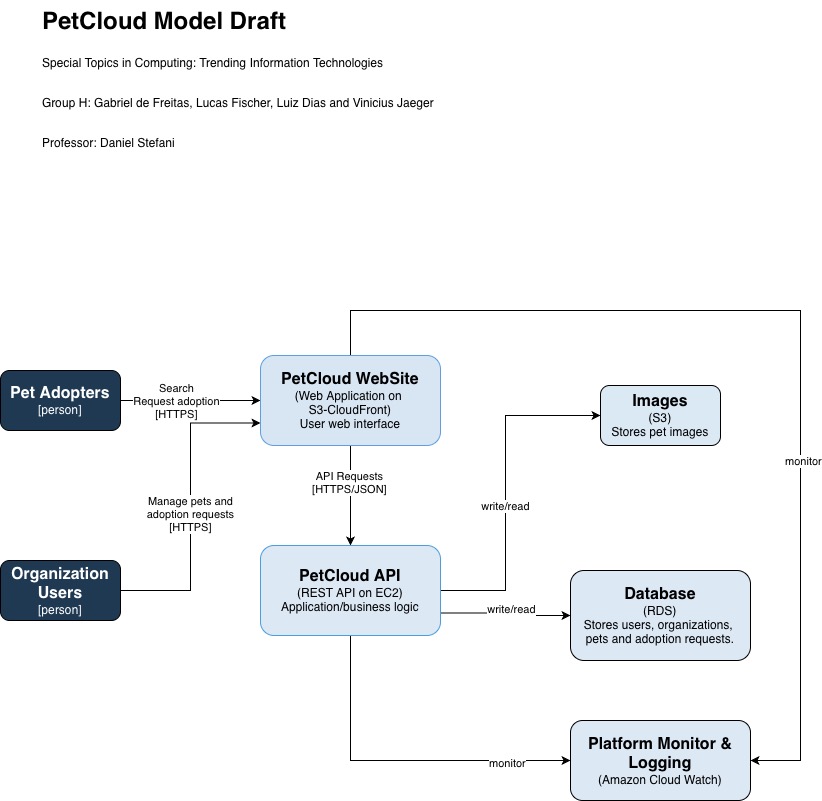 PetCloud Model Draft
Special Topics in Computing: Trending Information Technologies
Group H: Gabriel de Freitas, Lucas Fischer, Luiz Dias and Vinicius Jaeger
Professor: Daniel Stefani
Pet Adopters
[person]
Search
Request adoption
[HTTPS]
PetCloud WebSite
(Web Application on
S3-CloudFront)
User web interface
Images
(S3)
Stores pet images
monitor
API Requests
[HTTPS/JSON]
Manage pets and
adoption requests
[HTTPS]
write/read
Organization
Users
[person]
PetCloud API
(REST API on EC2)
Application/business logic
write/read
Database
(RDS)
Stores users, organizations,
pets and adoption requests.
monitor
Platform Monitor &
Logging
(Amazon Cloud Watch)